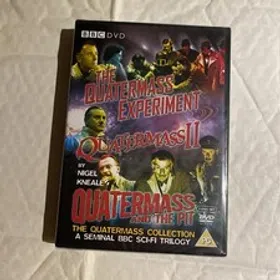 BBC DVD
THE
QUATERMASS
EXPERIMENT
QUATERMASS II
BY
NIGEL
KNEALE
QUATERMASS
AND THE PIT
DVD
THE QUATERMASS COLLECTION
A SEMINAL BBC SCI-FI TRILOGY
PG